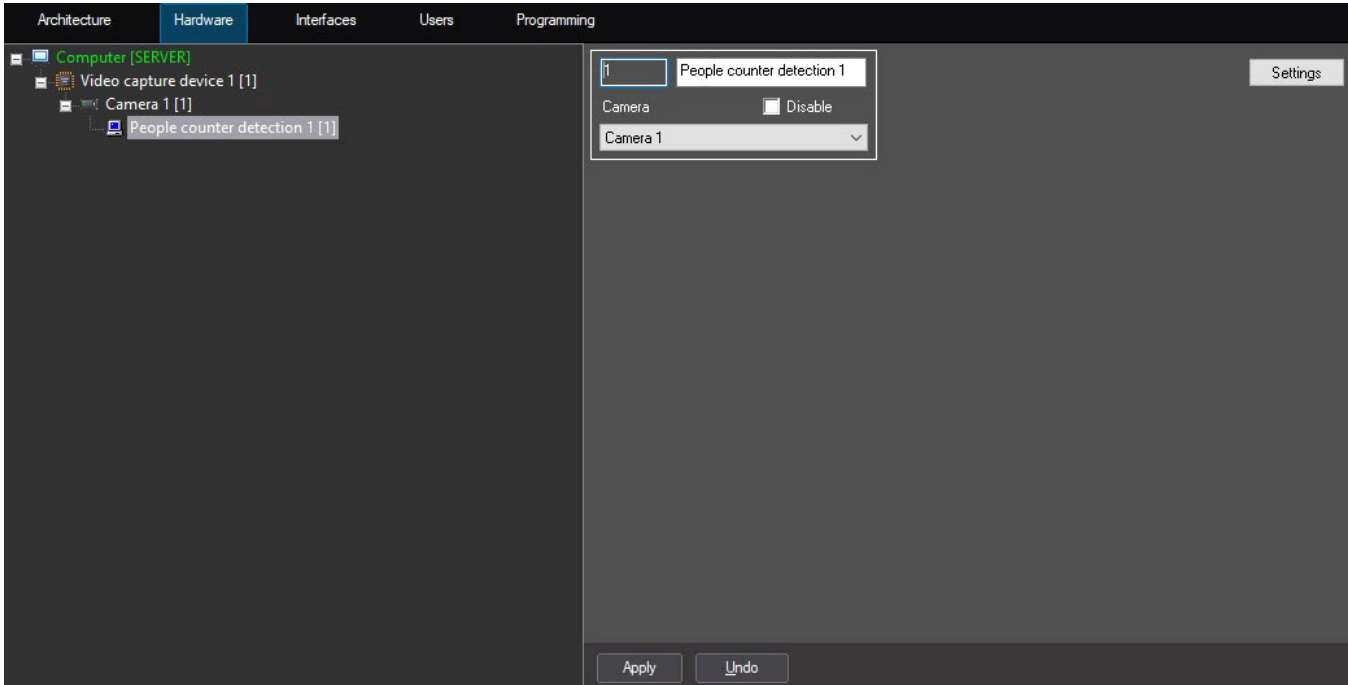 Architecture Hardware Interfaces Users Programming
Computer [SERVER]
Video capture device 1 [1]
Camera 1 [1]
People counter detection 1 [1]
1 People counter detection 1
Settings
Camera Disable
Camera 1
Apply Undo